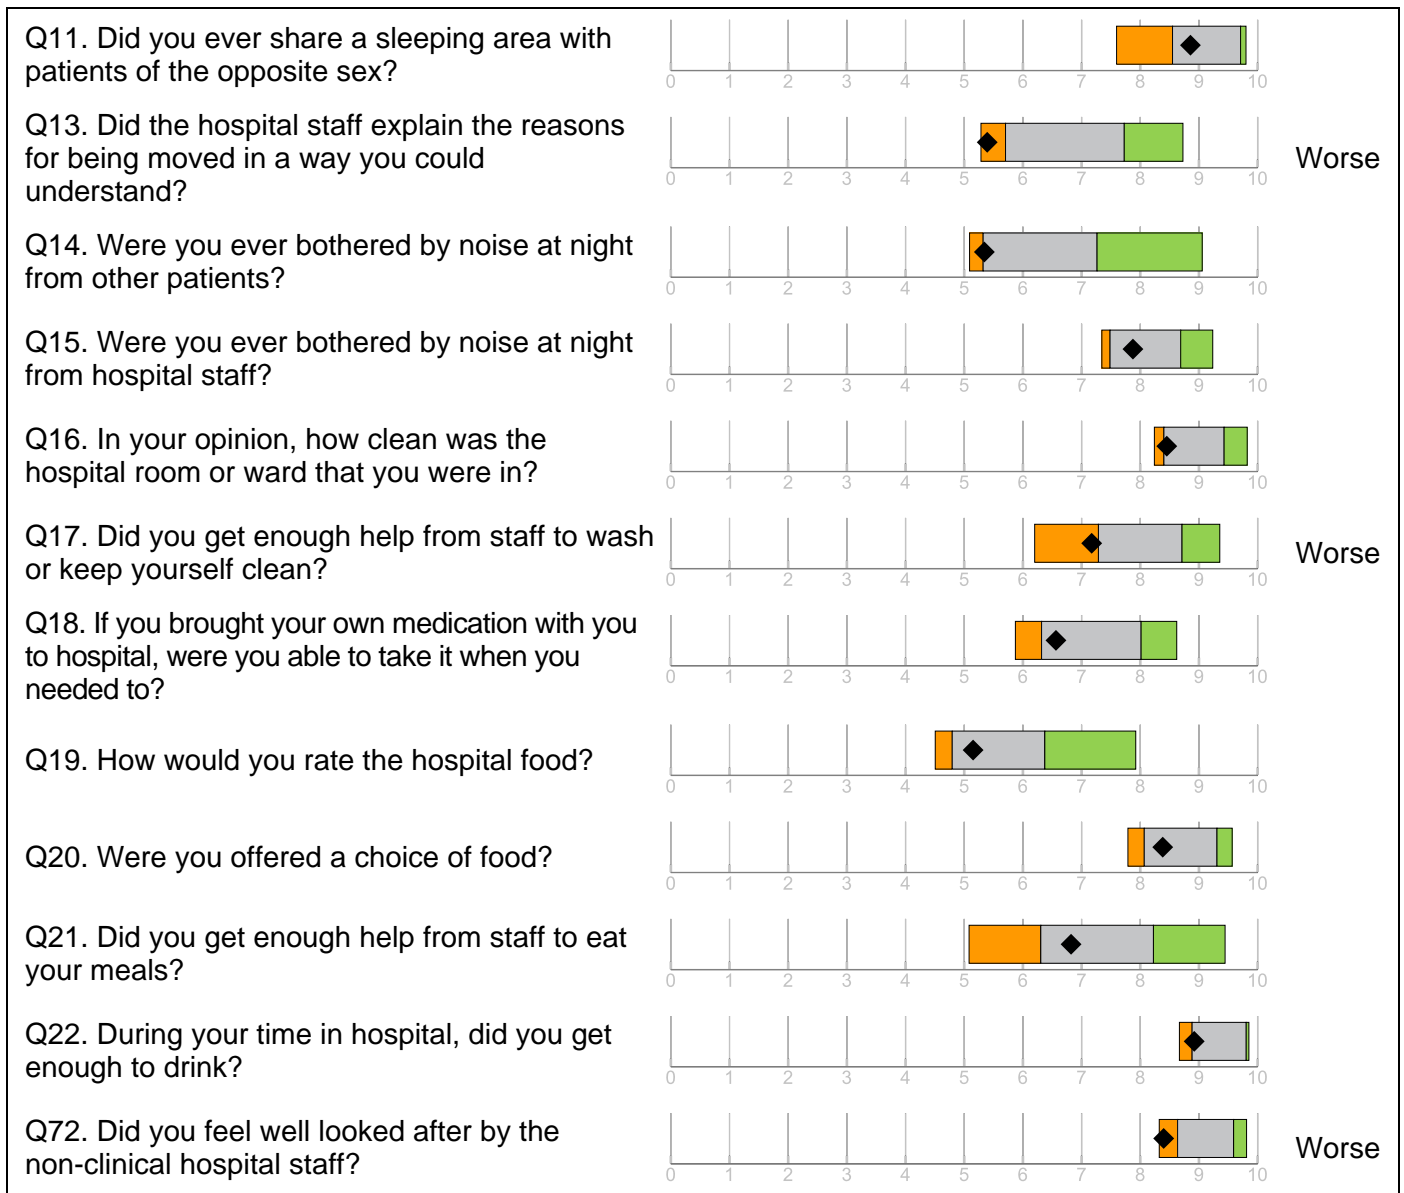 Q11. Did you ever share a sleeping area with
patients of the opposite sex?
0 1 2 3 4 5 6 7 8 9 10
Q13. Did the hospital staff explain the reasons
for being moved in a way you could
understand?
0 1 2 3 4 5 6 7 8 9 10
Worse
Q14. Were you ever bothered by noise at night
from other patients?
0 1 2 3 4 5 6 7 8 9 10
Q15. Were you ever bothered by noise at night
from hospital staff?
0 1 2 3 4 5 6 7 8 9 10
Q16. In your opinion, how clean was the
hospital room or ward that you were in?
0 1 2 3 4 5 6 7 8 9 10
Q17. Did you get enough help from staff to wash
or keep yourself clean?
0 1 2 3 4 5 6 7 8 9 10
Worse
Q18. If you brought your own medication with you
to hospital, were you able to take it when you
needed to?
0 1 2 3 4 5 6 7 8 9 10
Q19. How would you rate the hospital food?
0 1 2 3 4 5 6 7 8 9 10
Q20. Were you offered a choice of food?
0 1 2 3 4 5 6 7 8 9 10
Q21. Did you get enough help from staff to eat
your meals?
0 1 2 3 4 5 6 7 8 9 10
Q22. During your time in hospital, did you get
enough to drink?
0 1 2 3 4 5 6 7 8 9 10
Q72. Did you feel well looked after by the
non-clinical hospital staff?
0 1 2 3 4 5 6 7 8 9 10
Worse